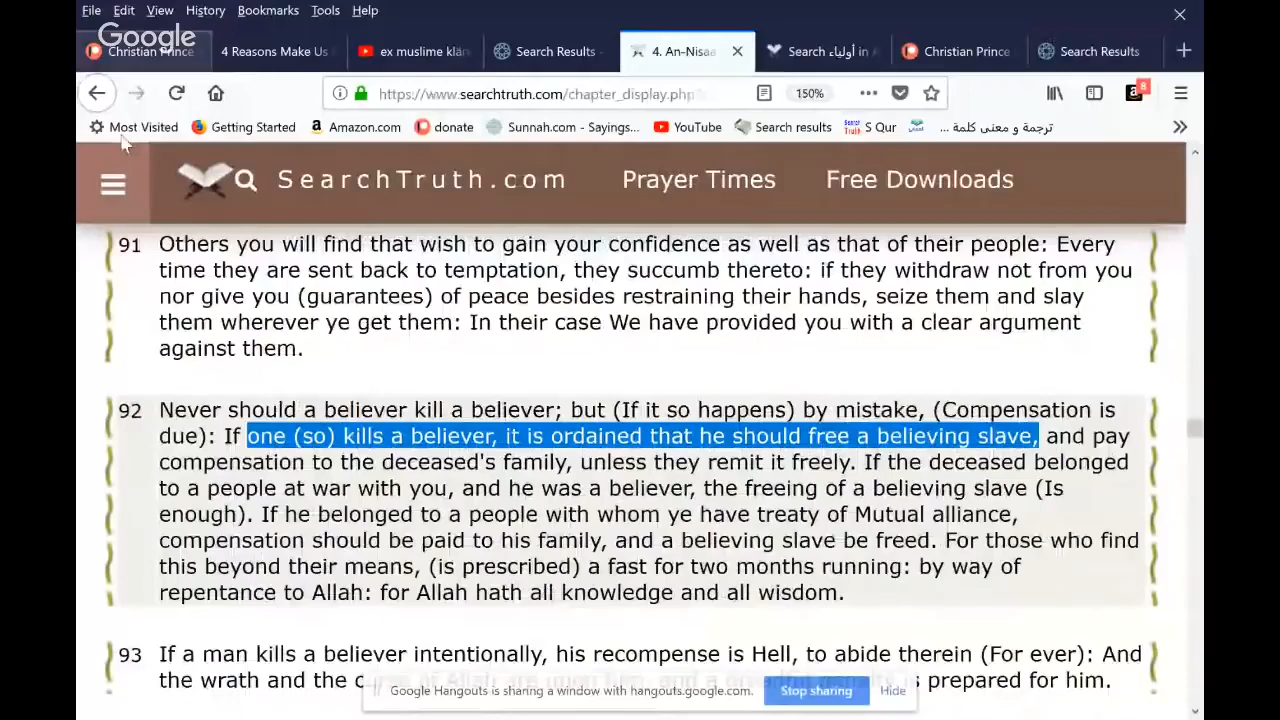 File Edit View History Bookmarks Tools Help
Google
Christian Prince
4 Reasons Make Us
ex muslime klän
Search Results
4. An-Nisaa
Search أولياء in
Christian Prince
Search Results
https://www.searchtruth.com/chapter_display.php?
150%
8
Most Visited Getting Started Amazon.com donate Sunnah.com - Sayings... YouTube Search results S Qur ترجمة و معنى كلمة ...
SearchTruth.com Prayer Times Free Downloads
91 Others you will find that wish to gain your confidence as well as that of their people: Every
time they are sent back to temptation, they succumb thereto: if they withdraw not from you
nor give you (guarantees) of peace besides restraining their hands, seize them and slay
them wherever ye get them: In their case We have provided you with a clear argument
against them.
92 Never should a believer kill a believer; but (If it so happens) by mistake, (Compensation is
due): If one (so) kills a believer, it is ordained that he should free a believing slave, and pay
compensation to the deceased's family, unless they remit it freely. If the deceased belonged
to a people at war with you, and he was a believer, the freeing of a believing slave (Is
enough). If he belonged to a people with whom ye have treaty of Mutual alliance,
compensation should be paid to his family, and a believing slave be freed. For those who find
this beyond their means, (is prescribed) a fast for two months running: by way of
repentance to Allah: for Allah hath all knowledge and all wisdom.
93 If a man kills a believer intentionally, his recompense is Hell, to abide therein (For ever): And
the wrath and the is prepared for him.
Google Hangouts is sharing a window with hangouts.google.com. Stop sharing Hide